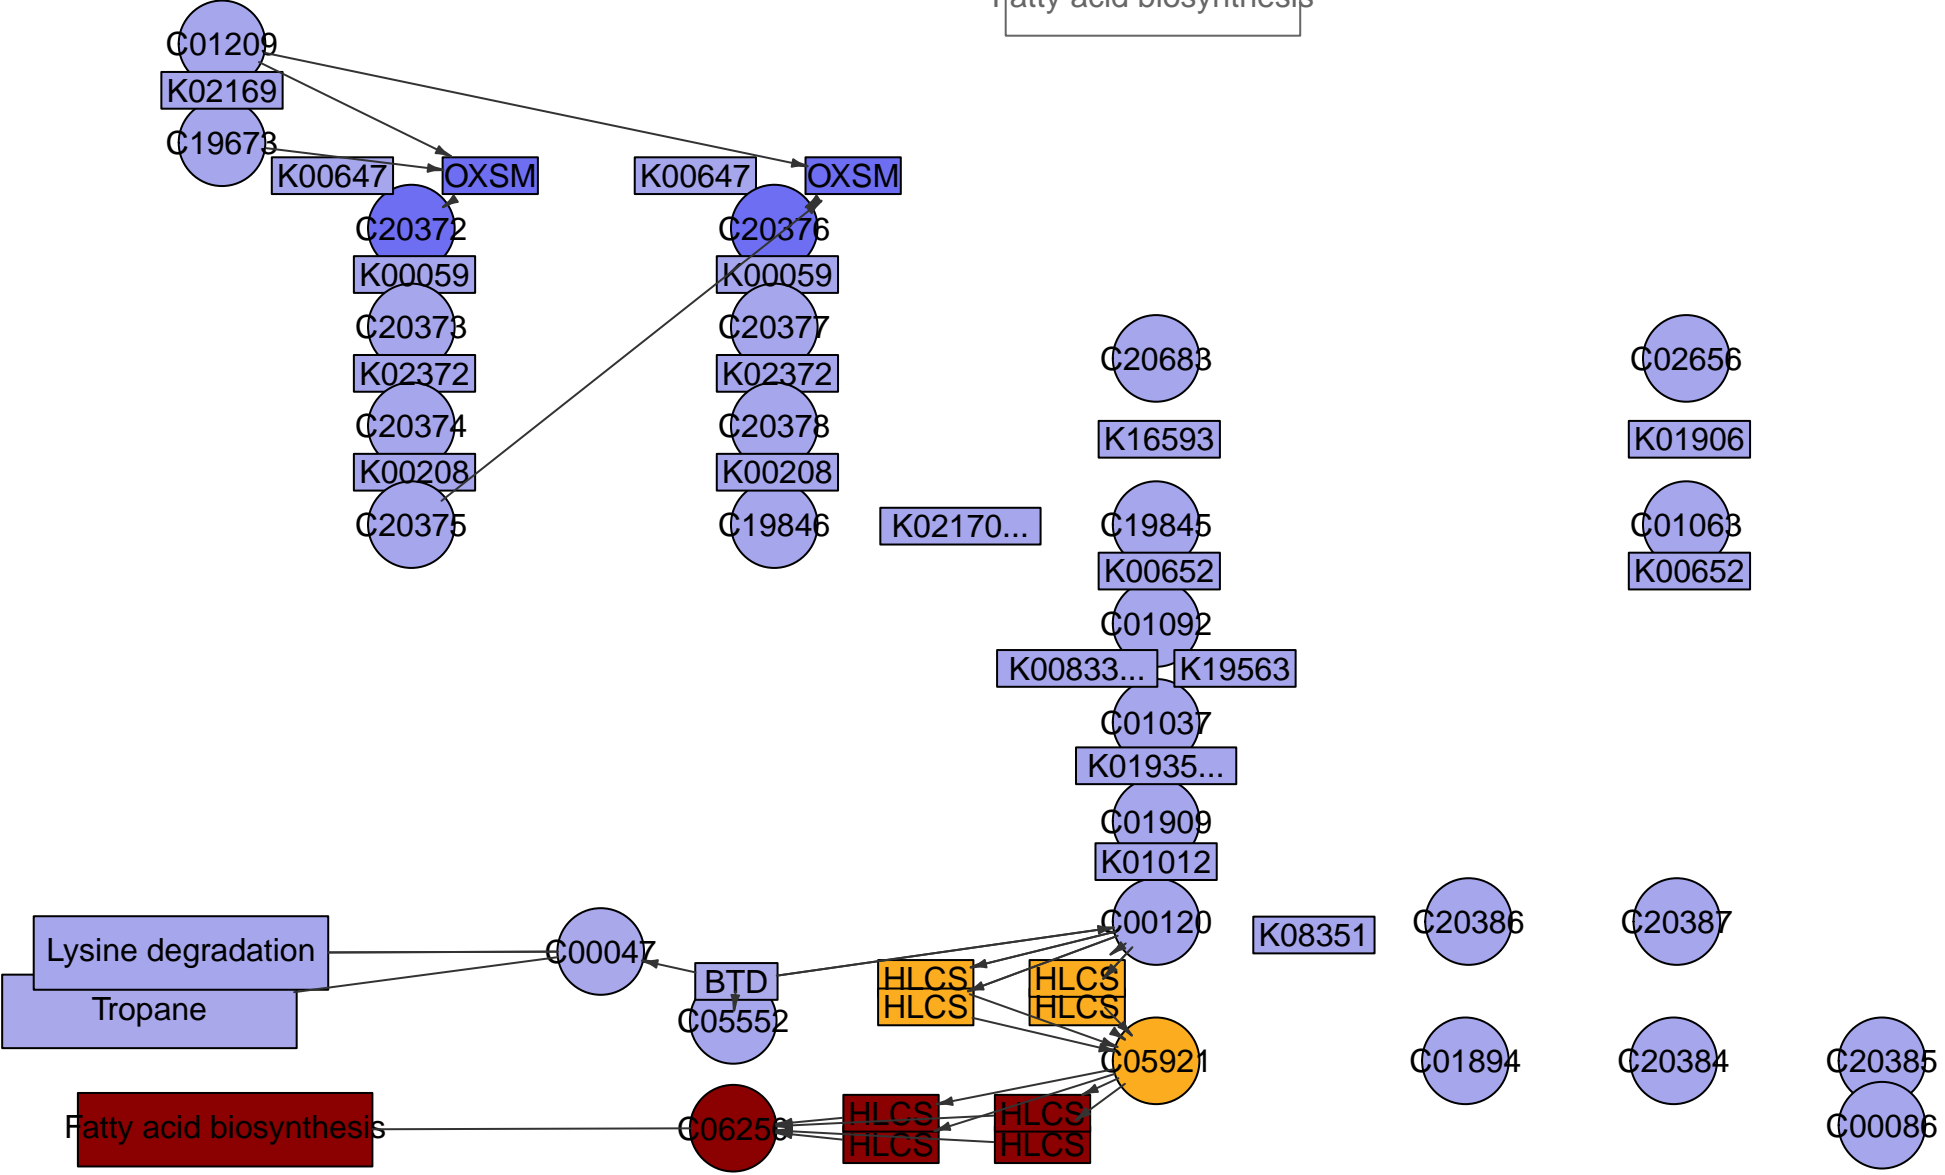 Fatty acid biosynthesis
C01209
K02169
C19673
K00647
OXSM
K00647
OXSM
C20372
C20376
K00059
K00059
C20373
C20377
C20683
C02656
K02372
K02372
C20374
C20378
K16593
K01906
K00208
K00208
C20375
C19846
K02170...
C19845
C01063
K00652
K00652
C01092
K00833...
K19563
C01037
K01935...
C01909
K01012
C00120
C20386
C20387
K08351
Lysine degradation
C00047
BTD
HLCS
HLCS
Tropane
HLCS
HLCS
C05552
C05921
C01894
C20384
C20385
HLCS
HLCS
Fatty acid biosynthesis
C06250
C00086
HLCS
HLCS